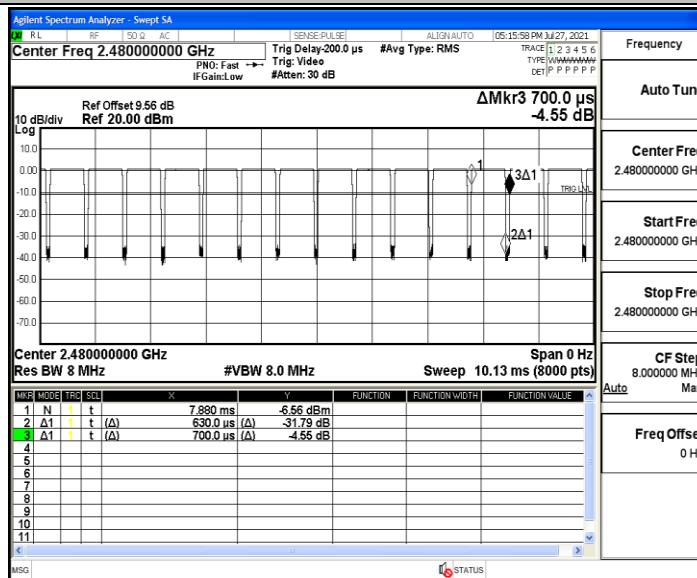 Agilent Spectrum Analyzer - Swept SA
RL RF 50 Ω AC SENSE:PULSE ALIGN AUTO 05:15:58 PM Jul 27, 2021
Center Freq 2.480000000 GHz
PNO: Fast
IFGain:Low
Trig Delay-200.0 µs
Trig: Video
#Atten: 30 dB
#Avg Type: RMS
TRACE 1 2 3 4 5 6
TYPE
DET P P P P P P
ΔMkr3 700.0 µs
-4.55 dB
Ref Offset 9.56 dB
10 dB/div Ref 20.00 dBm
Log
10.0
0.00
-10.0
-20.0
-30.0
-40.0
-50.0
-60.0
-70.0
1
3Δ1
TRIG LVL
2Δ1
Center 2.480000000 GHz Span 0 Hz
Res BW 8 MHz #VBW 8.0 MHz Sweep 10.13 ms (8000 pts)
MKR MODE TRC SCL X Y FUNCTION FUNCTION WIDTH FUNCTION VALUE
1 N 1 t 7.880 ms -6.56 dBm
2 Δ1 1 t (Δ) 630.0 µs (Δ) -31.79 dB
3 Δ1 1 t (Δ) 700.0 µs (Δ) -4.55 dB
4
5
6
7
8
9
10
11
MSG STATUS
Frequency
Auto Tun
Center Fre
2.480000000 GH
Start Fre
2.480000000 GH
Stop Fre
2.480000000 GH
CF Ste
8.000000 MH
Auto Ma
Freq Offse
0 H